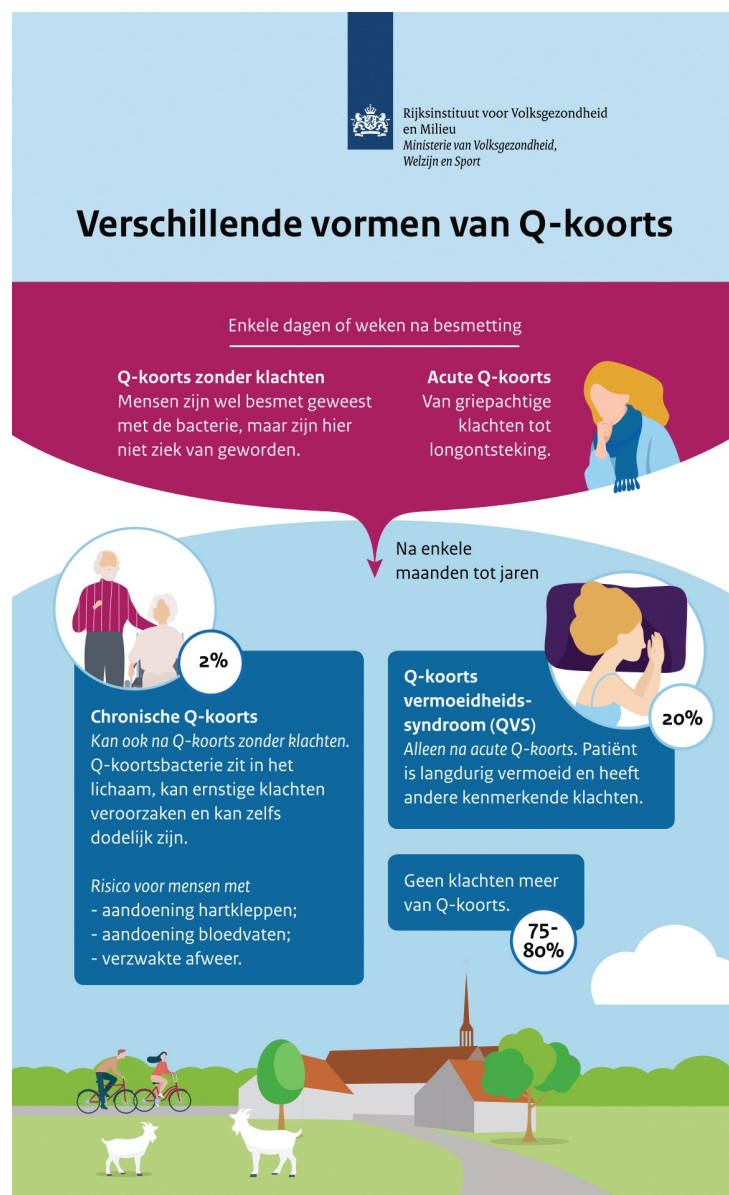 Rijksinstituut voor Volksgezondheid
en Milieu
Ministerie van Volksgezondheid,
Welzijn en Sport
Verschillende vormen van Q-koorts
Enkele dagen of weken na besmetting
Q-koorts zonder klachten
Mensen zijn wel besmet geweest
met de bacterie, maar zijn hier
niet ziek van geworden.
Acute Q-koorts
Van griepachtige
klachten tot
longontsteking.
Na enkele
maanden tot jaren
2%
Chronische Q-koorts
Kan ook na Q-koorts zonder klachten.
Q-koortsbacterie zit in het
lichaam, kan ernstige klachten
veroorzaken en kan zelfs
dodelijk zijn.
Risico voor mensen met
- aandoening hartkleppen;
- aandoening bloedvaten;
- verzwakte afweer.
Q-koorts
vermoeidheids-
syndroom (QVS)
20%
Alleen na acute Q-koorts. Patiënt
is langdurig vermoeid en heeft
andere kenmerkende klachten.
Geen klachten meer
van Q-koorts.
75-
80%